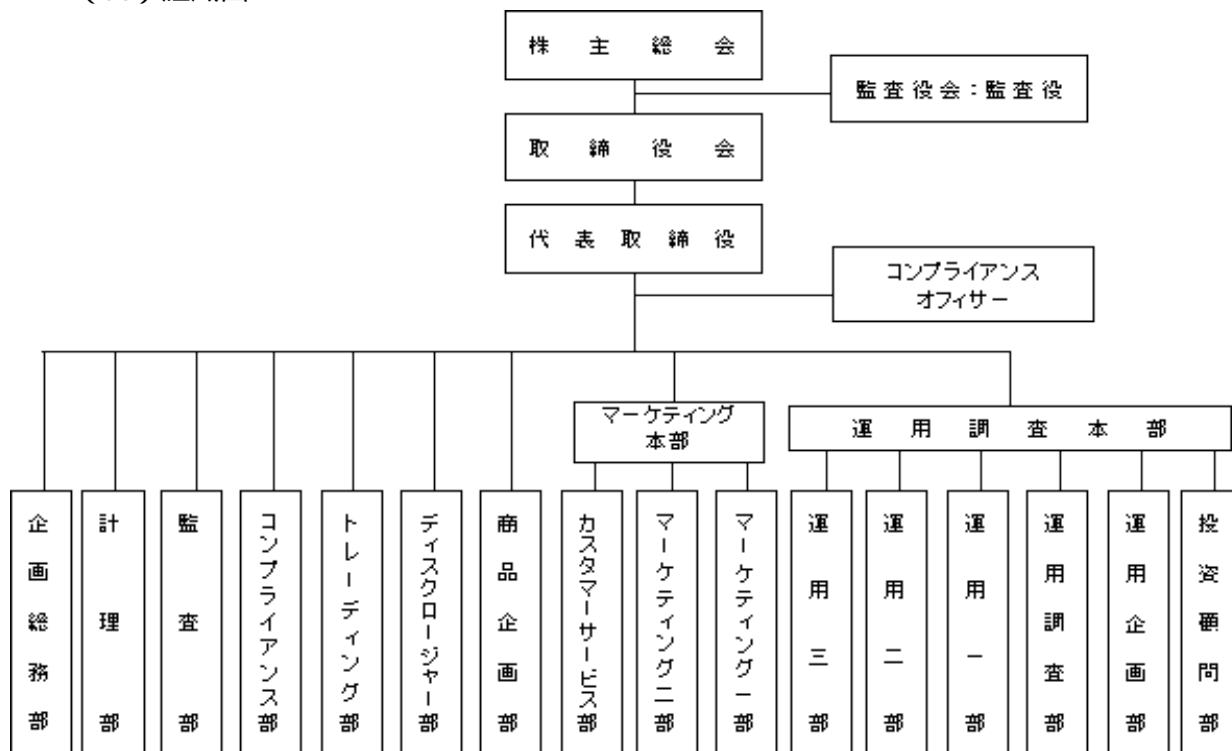 株主総会
監査役会：監査役
取締役会
代表取締役
コンプライアンス
オフィサー
マーケティング
本部
運用調査本部
企画総務部
計理部
監査部
コンプライアンス部
トレーディング部
ディスクロージャー部
商品企画部
カスタマーサービス部
マーケティング二部
マーケティング一部
運用三部
運用二部
運用一部
運用調査部
運用企画部
投資顧問部